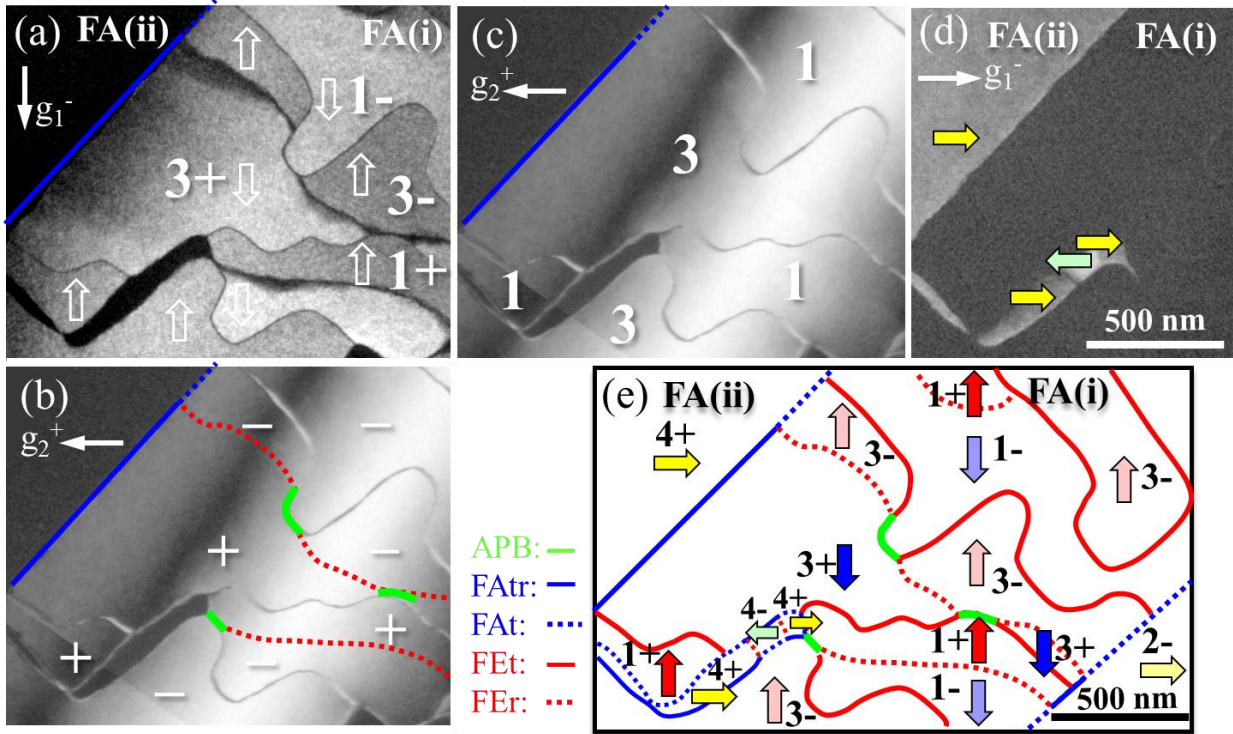 (a) FA(ii) FA(i)
g₁⁻
1-
3+
3-
1+
(c)
g₂⁺
1
3
1
1
3
(d) FA(ii) FA(i)
g₁⁻
500 nm
(b)
g₂⁺
− −
+ −
+
+ −
−
APB:
FAtr:
FAt:
FEt:
FEr:
(e) FA(ii) FA(i)
1+
4+
3-
1-
3-
3+
3-
4- 4+
1+
1+
3+
2-
4+
3-
1-
500 nm